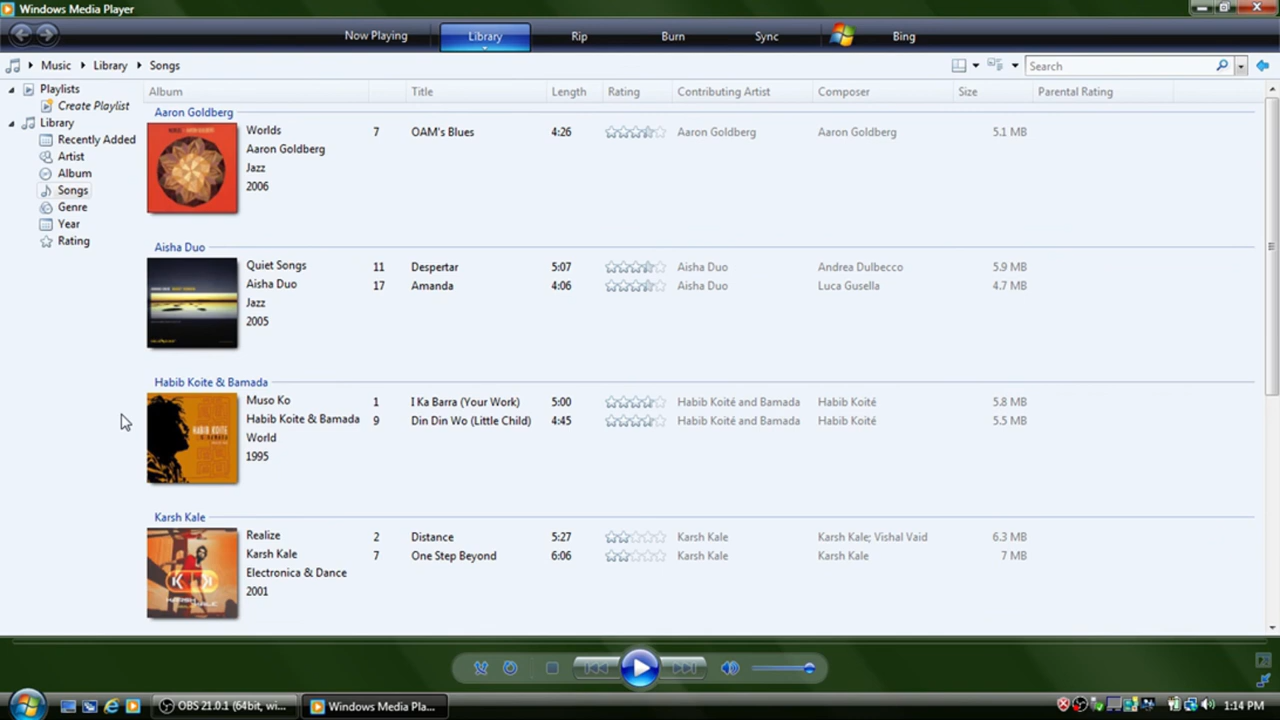 Windows Media Player
Now Playing Library Rip Burn Sync Bing
Music Library Songs Search
Playlists
Create Playlist
Library
Recently Added
Artist
Album
Songs
Genre
Year
Rating
Album Title Length Rating Contributing Artist Composer Size Parental Rating
Aaron Goldberg
Worlds 7 OAM's Blues 4:26 Aaron Goldberg Aaron Goldberg 5.1 MB
Aaron Goldberg
Jazz
2006
Aisha Duo
Quiet Songs 11 Despertar 5:07 Aisha Duo Andrea Dulbecco 5.9 MB
Aisha Duo 17 Amanda 4:06 Aisha Duo Luca Gusella 4.7 MB
Jazz
2005
Habib Koite & Bamada
Muso Ko 1 I Ka Barra (Your Work) 5:00 Habib Koité and Bamada Habib Koité 5.8 MB
Habib Koite & Bamada 9 Din Din Wo (Little Child) 4:45 Habib Koité and Bamada Habib Koité 5.5 MB
World
1995
HABIB KOITE
Karsh Kale
Realize 2 Distance 5:27 Karsh Kale Karsh Kale; Vishal Vaid 6.3 MB
Karsh Kale 7 One Step Beyond 6:06 Karsh Kale Karsh Kale 7 MB
Electronica & Dance
2001
OBS 21.0.1 (64bit, wi... Windows Media Pla... 1:14 PM